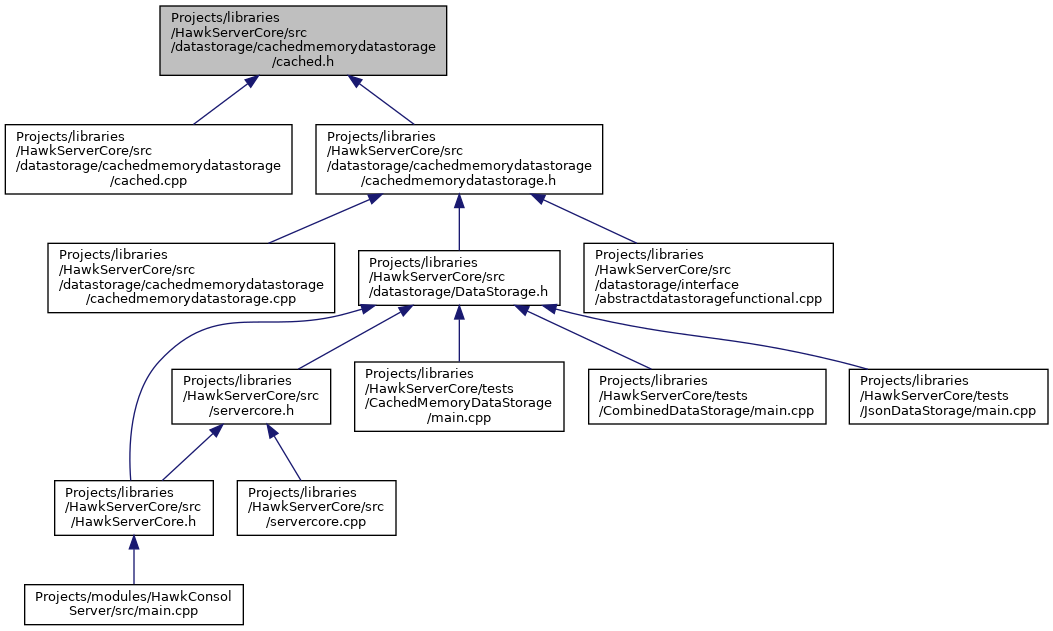 Projects/libraries
/HawkServerCore/src
/datastorage/cachedmemorydatastorage
/cached.h
Projects/libraries
/HawkServerCore/src
/datastorage/cachedmemorydatastorage
/cached.cpp
Projects/libraries
/HawkServerCore/src
/datastorage/cachedmemorydatastorage
/cachedmemorydatastorage.h
Projects/libraries
/HawkServerCore/src
/datastorage/cachedmemorydatastorage
/cachedmemorydatastorage.cpp
Projects/libraries
/HawkServerCore/src
/datastorage/DataStorage.h
Projects/libraries
/HawkServerCore/src
/datastorage/interface
/abstractdatastoragefunctional.cpp
Projects/libraries
/HawkServerCore/src
/servercore.h
Projects/libraries
/HawkServerCore/tests
/CachedMemoryDataStorage
/main.cpp
Projects/libraries
/HawkServerCore/tests
/CombinedDataStorage/main.cpp
Projects/libraries
/HawkServerCore/tests
/JsonDataStorage/main.cpp
Projects/libraries
/HawkServerCore/src
/HawkServerCore.h
Projects/libraries
/HawkServerCore/src
/servercore.cpp
Projects/modules/HawkConsol
Server/src/main.cpp